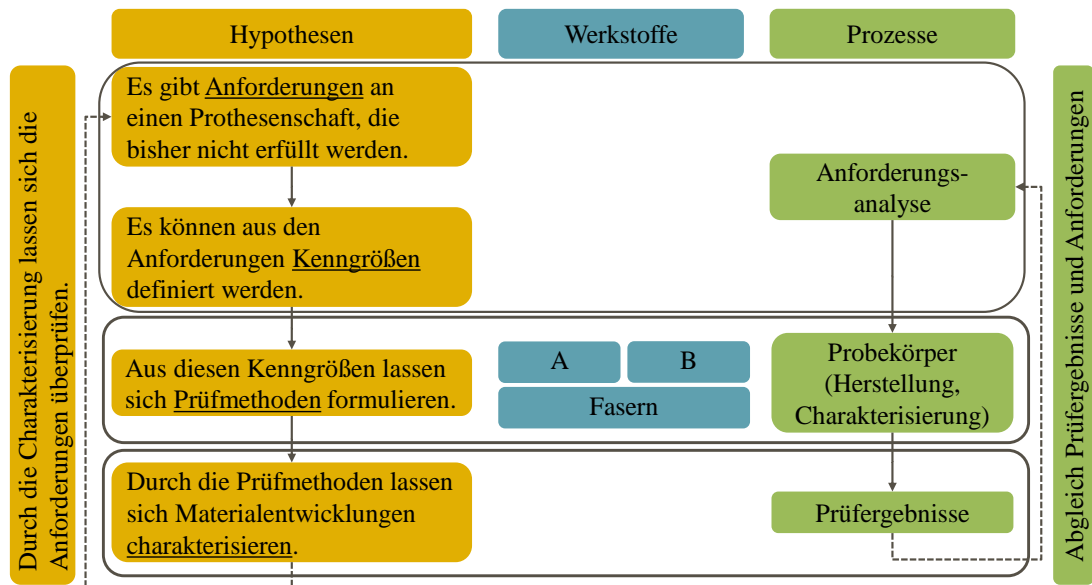 Hypothesen
Werkstoffe
Prozesse
Durch die Charakterisierung lassen sich die
Anforderungen überprüfen.
Es gibt Anforderungen an
einen Prothesenschaft, die
bisher nicht erfüllt werden.
Es können aus den
Anforderungen Kenngrößen
definiert werden.
Anforderungs-
analyse
Aus diesen Kenngrößen lassen
sich Prüfmethoden formulieren.
A
B
Fasern
Probekörper
(Herstellung,
Charakterisierung)
Durch die Prüfmethoden lassen
sich Materialentwicklungen
charakterisieren.
Prüfergebnisse
Abgleich Prüfergebnisse und Anforderungen